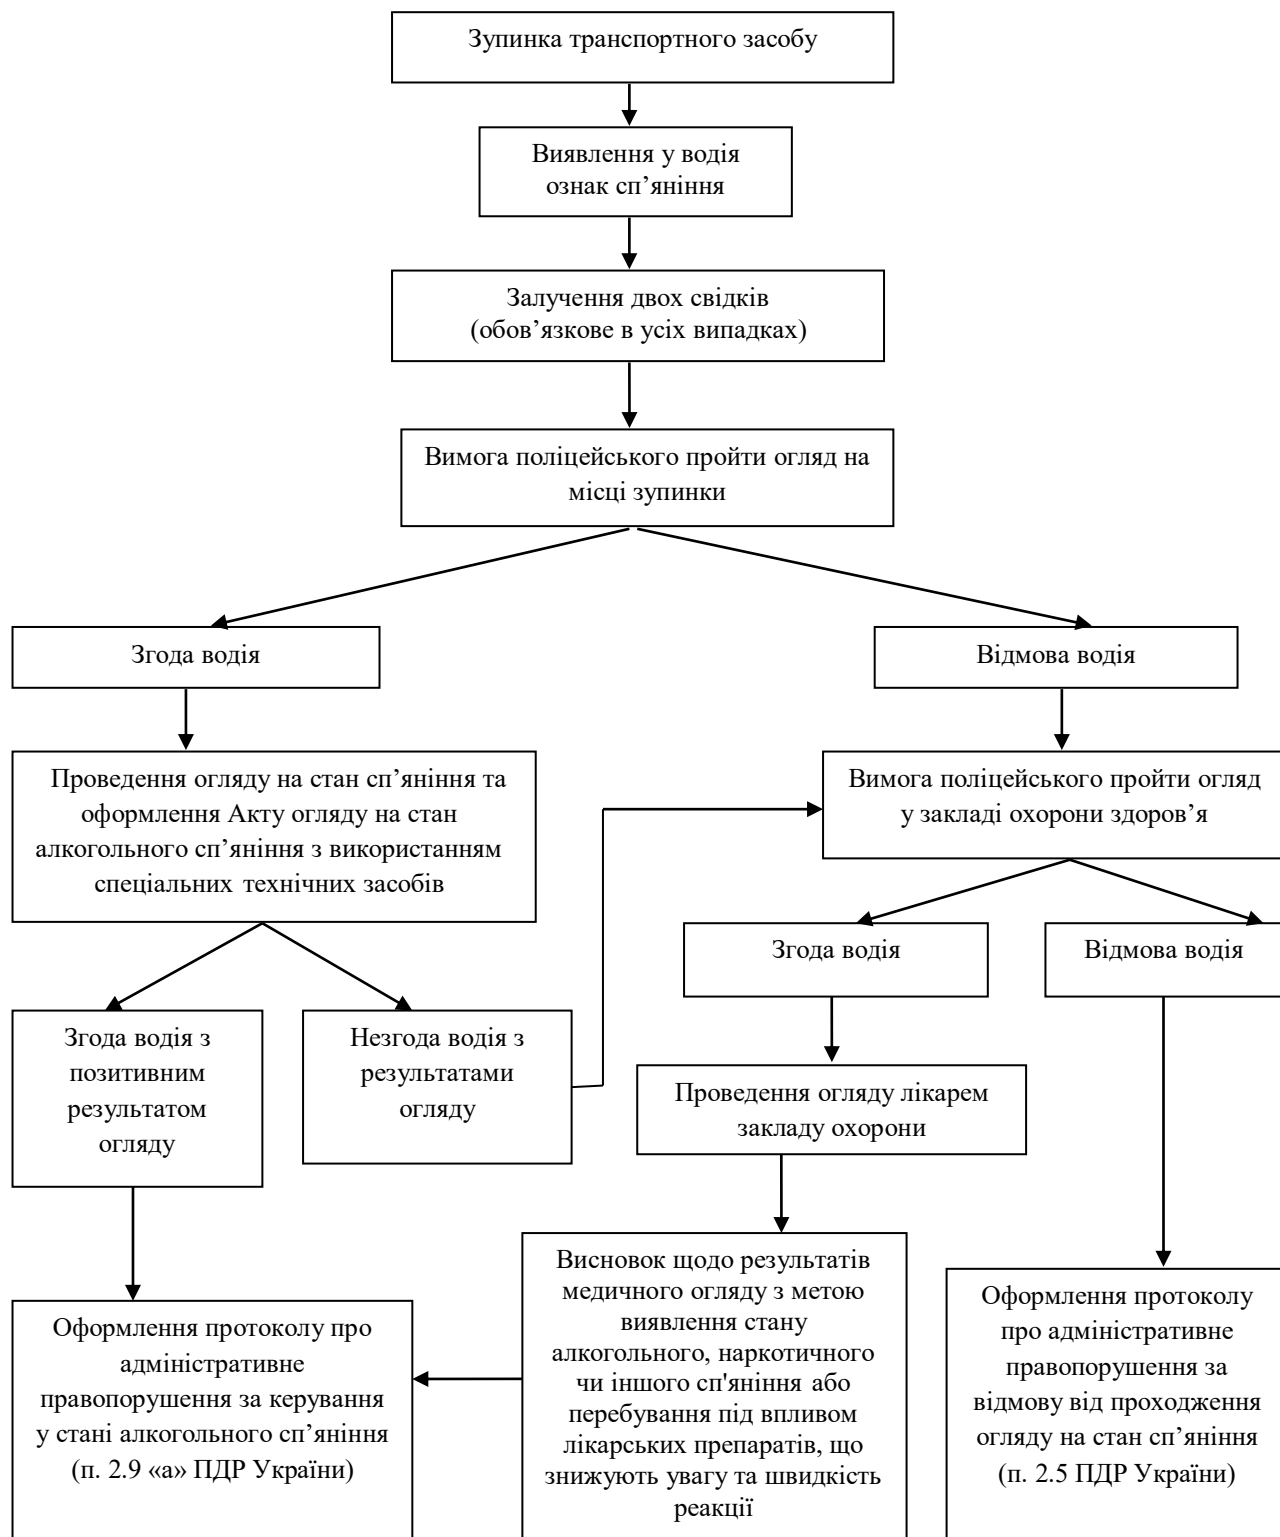 Зупинка транспортного засобу
Виявлення у водія
ознак сп’яніння
Залучення двох свідків
(обов’язкове в усіх випадках)
Вимога поліцейського пройти огляд на
місці зупинки
Згода водія
Відмова водія
Проведення огляду на стан сп’яніння та
оформлення Акту огляду на стан
алкогольного сп’яніння з використанням
спеціальних технічних засобів
Вимога поліцейського пройти огляд
у закладі охорони здоров’я
Згода водія
Відмова водія
Згода водія з
позитивним
результатом
огляду
Незгода водія з
результатами
огляду
Проведення огляду лікарем
закладу охорони
Оформлення протоколу про
адміністративне
правопорушення за керування
у стані алкогольного сп’яніння
(п. 2.9 «а» ПДР України)
Висновок щодо результатів
медичного огляду з метою
виявлення стану
алкогольного, наркотичного
чи іншого сп'яніння або
перебування під впливом
лікарських препаратів, що
знижують увагу та швидкість
реакції
Оформлення протоколу
про адміністративне
правопорушення за
відмову від проходження
огляду на стан сп’яніння
(п. 2.5 ПДР України)